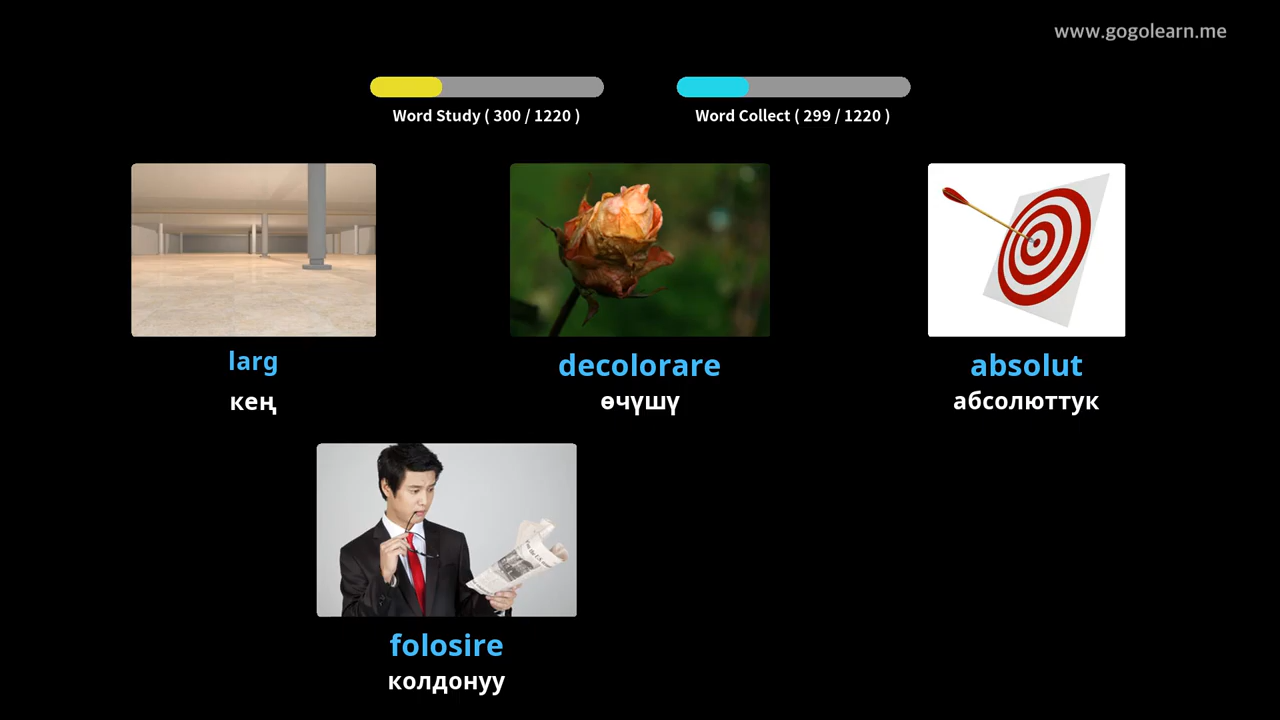 www.gogolearn.me
Word Study ( 300 / 1220 )
Word Collect ( 299 / 1220 )
larg
кең
decolorare
өчүшү
absolut
абсолюттук
folosire
колдонуу